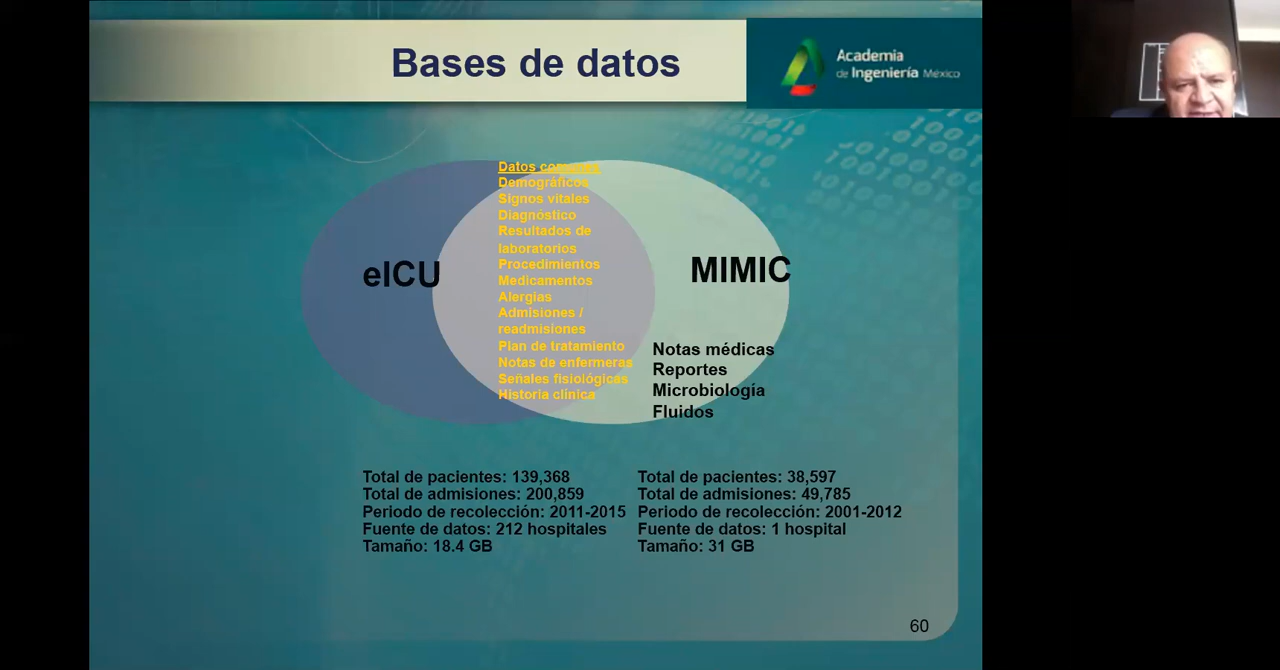 Bases de datos
Academia
de Ingeniería México
Datos comunes
Demográficos
Signos vitales
Diagnóstico
Resultados de
laboratorios
Procedimientos
Medicamentos
Alergias
Admisiones /
readmisiones
Plan de tratamiento
Notas de enfermeras
Señales fisiológicas
Historia clínica
eICU
MIMIC
Notas médicas
Reportes
Microbiología
Fluidos
Total de pacientes: 139,368
Total de admisiones: 200,859
Periodo de recolección: 2011-2015
Fuente de datos: 212 hospitales
Tamaño: 18.4 GB
Total de pacientes: 38,597
Total de admisiones: 49,785
Periodo de recolección: 2001-2012
Fuente de datos: 1 hospital
Tamaño: 31 GB
60